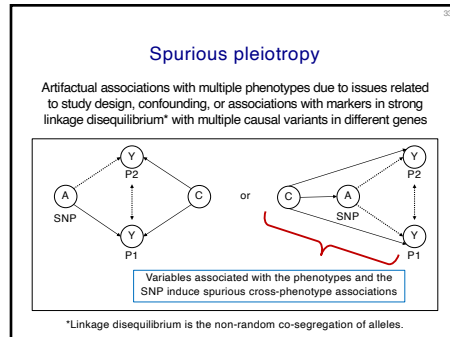 Spurious pleiotropy
Artifactual associations with multiple phenotypes due to issues related
to study design, confounding, or associations with markers in strong
linkage disequilibrium* with multiple causal variants in different genes
Y
P2
A
SNP
C
Y
P1
or
Y
P2
C
A
SNP
Y
P1
Variables associated with the phenotypes and the
SNP induce spurious cross-phenotype associations
*Linkage disequilibrium is the non-random co-segregation of alleles.